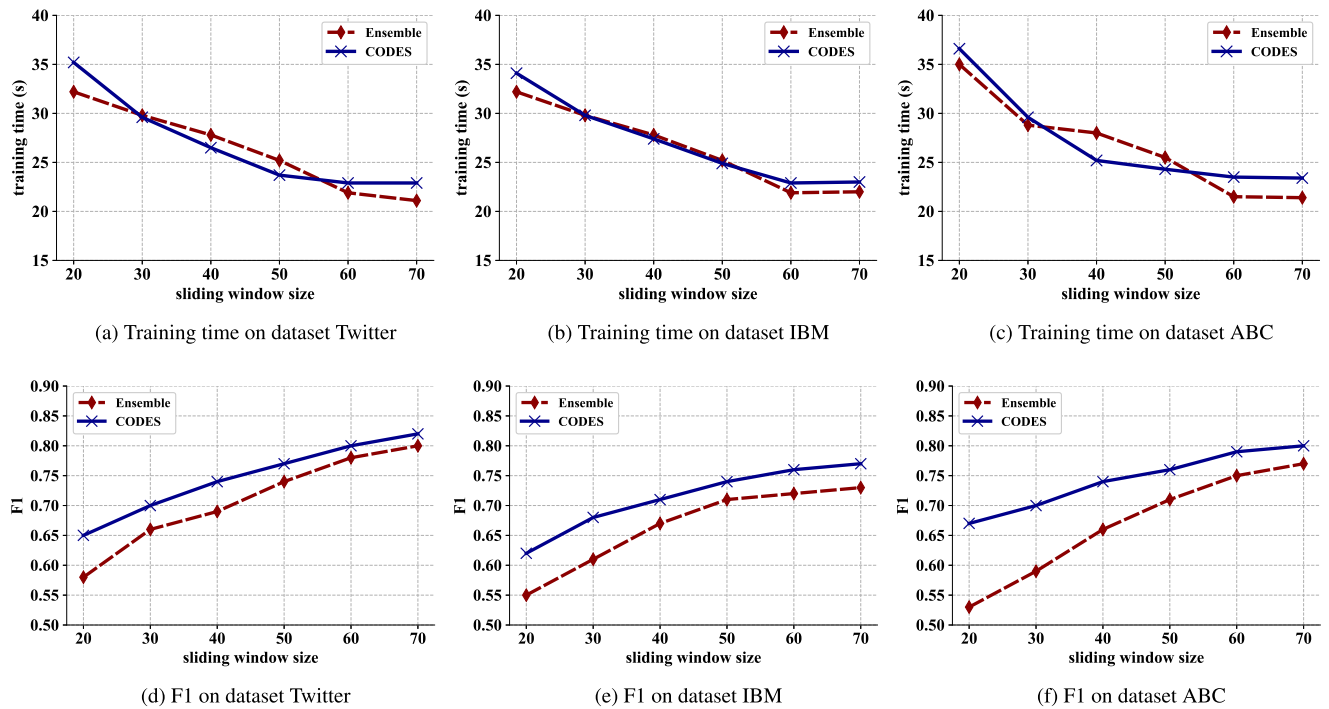 40
35
30
25
20
15
training time (s)
Ensemble
CODES
20 30 40 50 60 70
sliding window size
(a) Training time on dataset Twitter
40
35
30
25
20
15
training time (s)
Ensemble
CODES
20 30 40 50 60 70
sliding window size
(b) Training time on dataset IBM
40
35
30
25
20
15
training time (s)
Ensemble
CODES
20 30 40 50 60 70
sliding window size
(c) Training time on dataset ABC
0.90
0.85
0.80
0.75
0.70
0.65
0.60
0.55
0.50
F1
Ensemble
CODES
20 30 40 50 60 70
sliding window size
(d) F1 on dataset Twitter
0.90
0.85
0.80
0.75
0.70
0.65
0.60
0.55
0.50
F1
Ensemble
CODES
20 30 40 50 60 70
sliding window size
(e) F1 on dataset IBM
0.90
0.85
0.80
0.75
0.70
0.65
0.60
0.55
0.50
F1
Ensemble
CODES
20 30 40 50 60 70
sliding window size
(f) F1 on dataset ABC